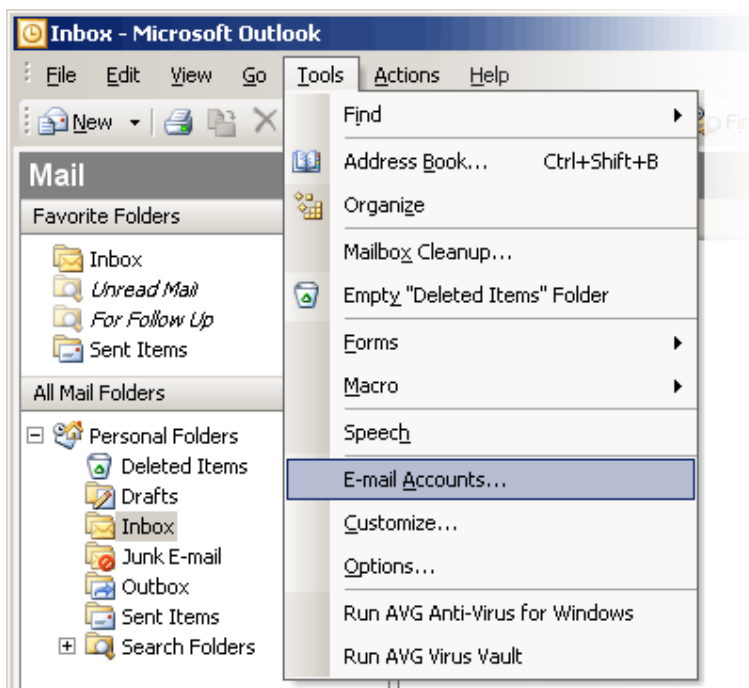 Inbox - Microsoft Outlook
File Edit View Go Tools Actions Help
New
Find
Address Book... Ctrl+Shift+B
Organize
Mailbox Cleanup...
Empty "Deleted Items" Folder
Forms
Macro
Speech
E-mail Accounts...
Customize...
Options...
Run AVG Anti-Virus for Windows
Run AVG Virus Vault
Mail
Favorite Folders
Inbox
Unread Mail
For Follow Up
Sent Items
All Mail Folders
Personal Folders
Deleted Items
Drafts
Inbox
Junk E-mail
Outbox
Sent Items
Search Folders